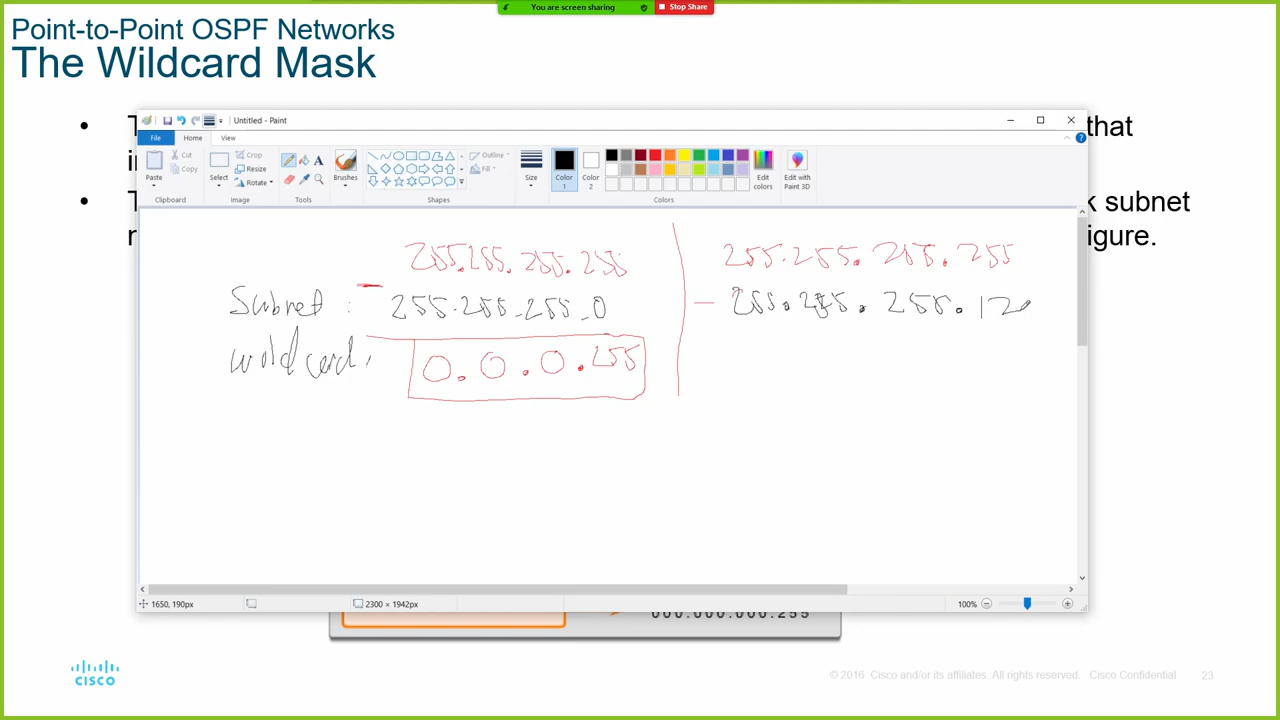 You are screen sharing
Stop Share
Point-to-Point OSPF Networks
The Wildcard Mask
Untitled - Paint
File
Home
View
Paste
Cut
Copy
Clipboard
Select
Crop
Resize
Rotate
Image
Tools
Brushes
Outline
Fill
Shapes
Size
Color 1
Color 2
Colors
Edit colors
Edit with Paint 3D
that
k subnet
igure.
255.255.255.255
Subnet : - 255.255.255.0
Wildcard: 0.0.0.255
255.255.255.255
- 255.255.255.12
1650, 190px
2300 × 1942px
100%
000.000.000.255
CISCO
© 2016 Cisco and/or its affiliates. All rights reserved. Cisco Confidential
23